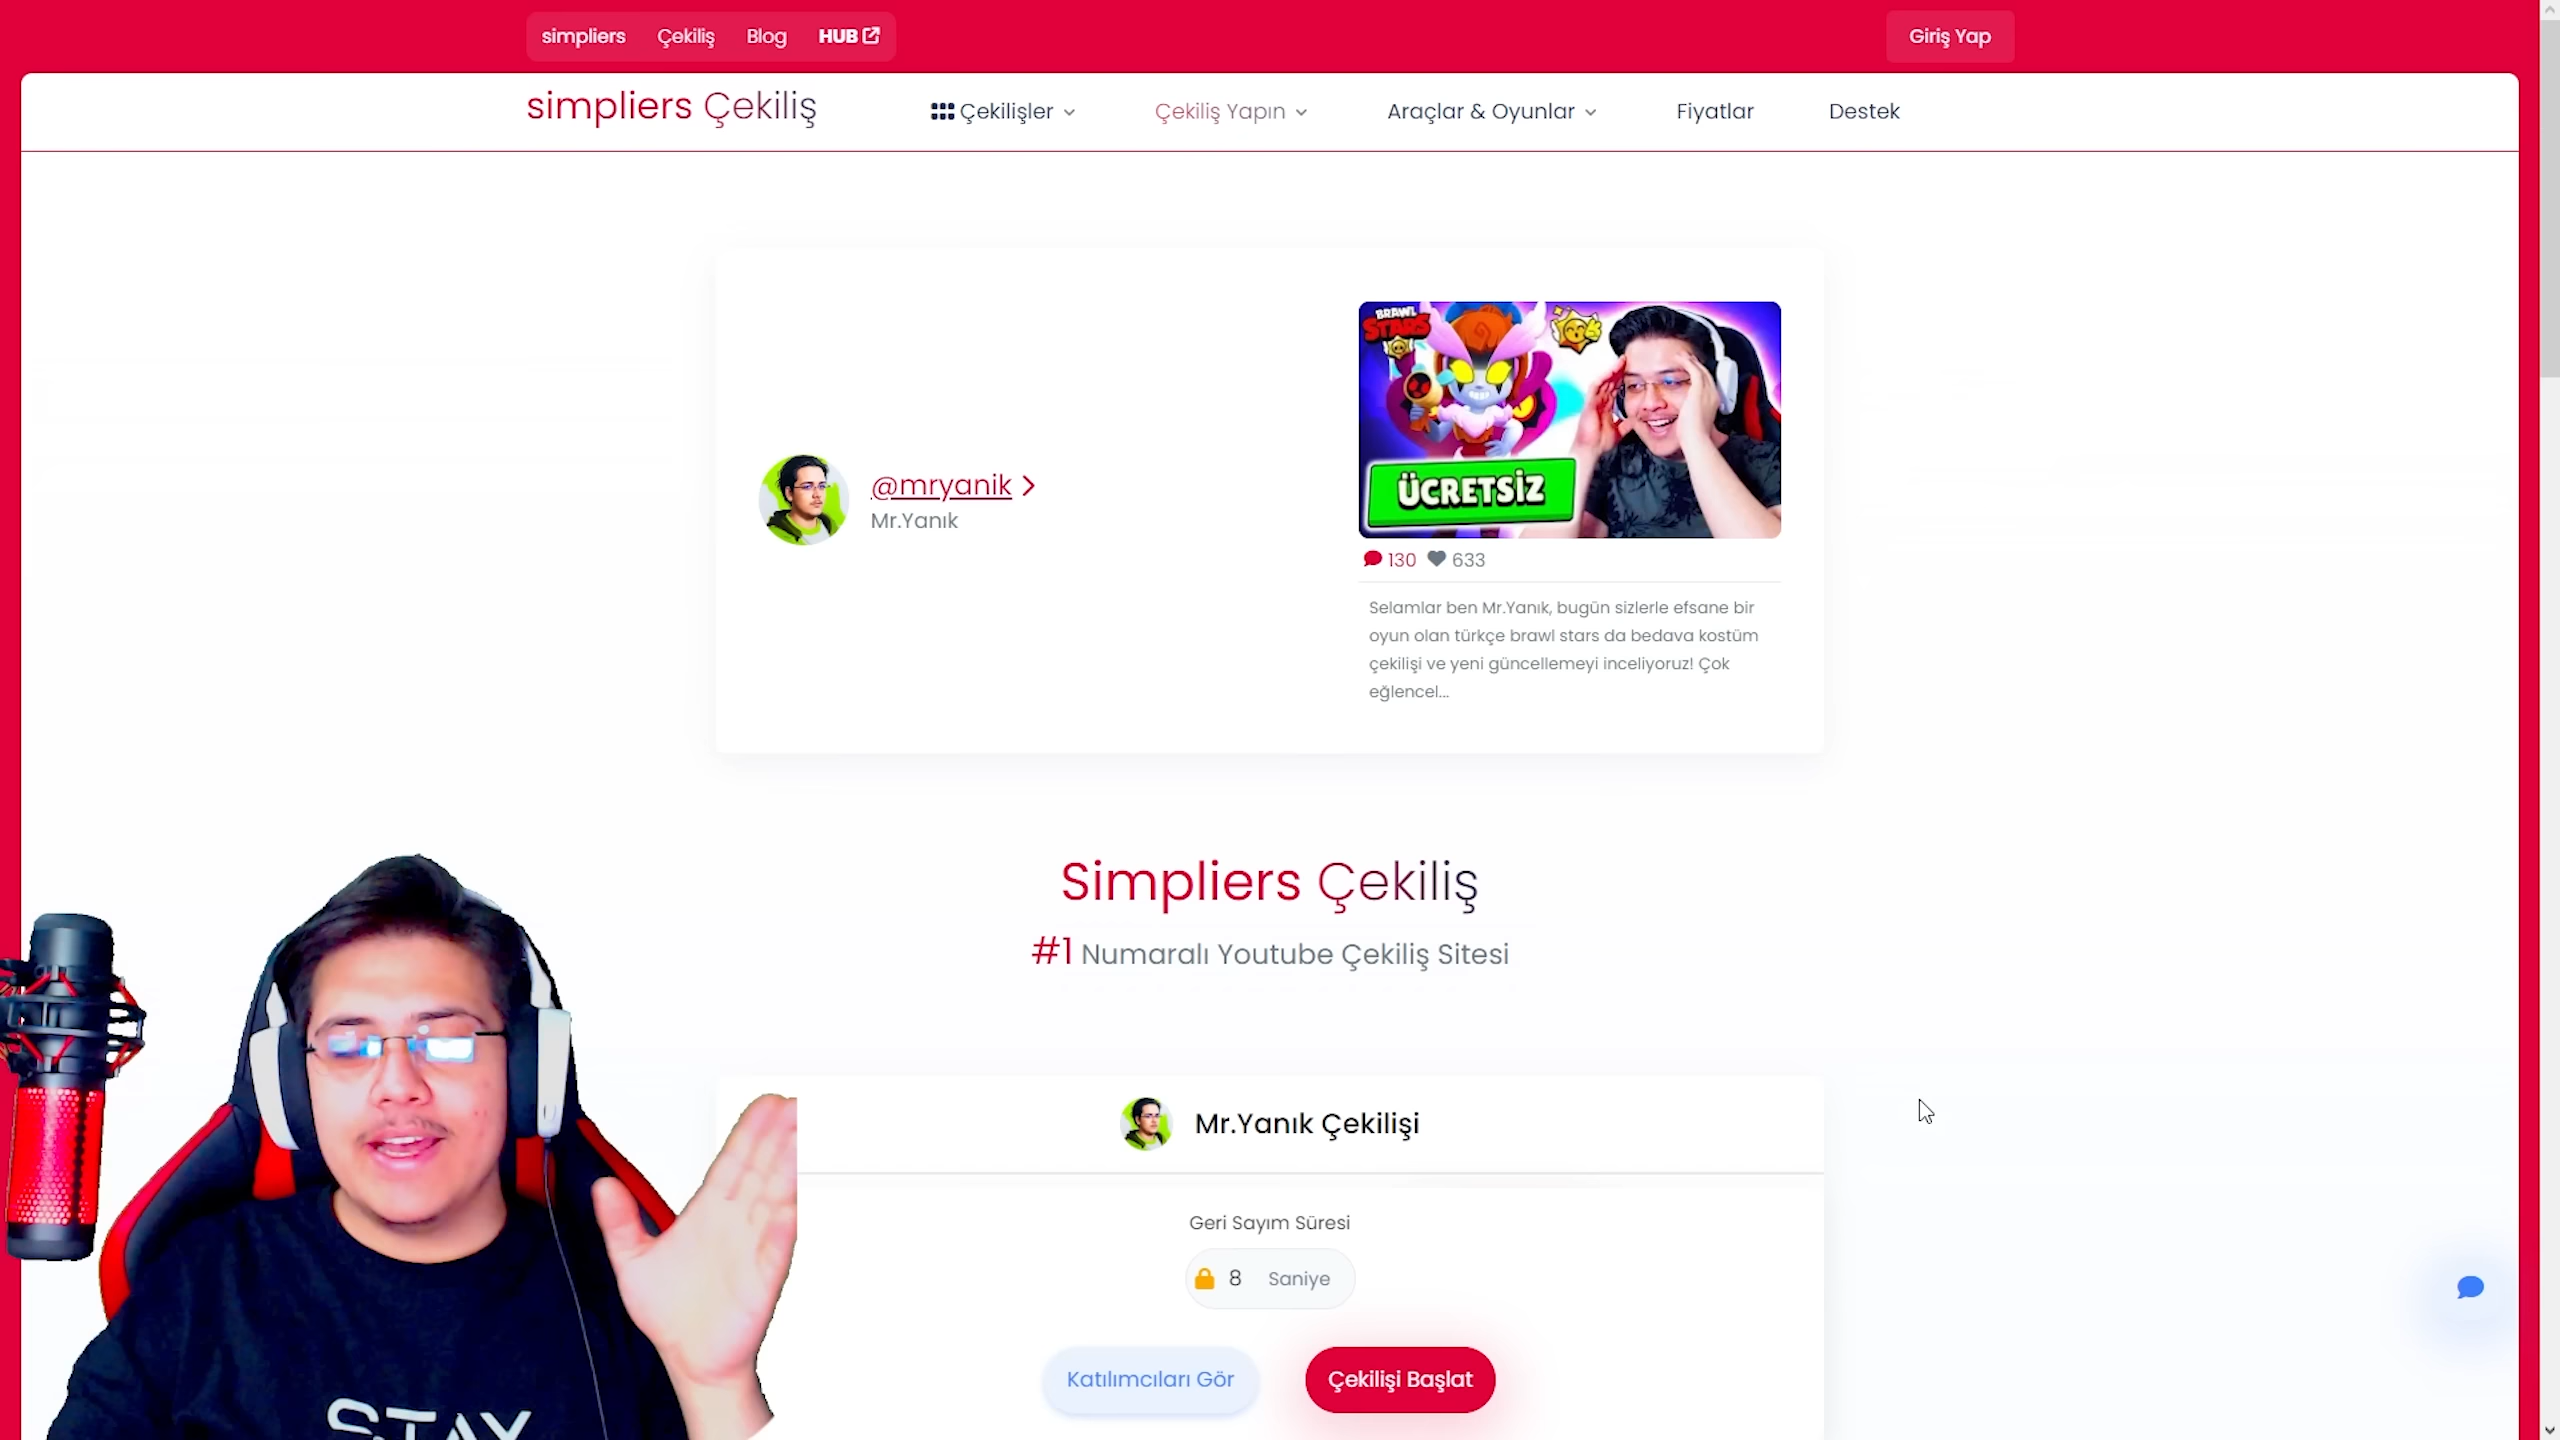 simpliers Çekiliş Blog HUB
Giriş Yap
simpliers Çekiliş
Çekilişler
Çekiliş Yapın
Araçlar & Oyunlar
Fiyatlar
Destek
BRAWL
STARS
ÜCRETSİZ
@mryanik
Mr.Yanık
130 633
Selamlar ben Mr.Yanık, bugün sizlerle efsane bir
oyun olan türkçe brawl stars da bedava kostüm
çekilişi ve yeni güncellemeyi inceliyoruz! Çok
eğlencel...
Simpliers Çekiliş
#1 Numaralı Youtube Çekiliş Sitesi
Mr.Yanık Çekilişi
Geri Sayım Süresi
8 Saniye
Katılımcıları Gör
Çekilişi Başlat
STAY